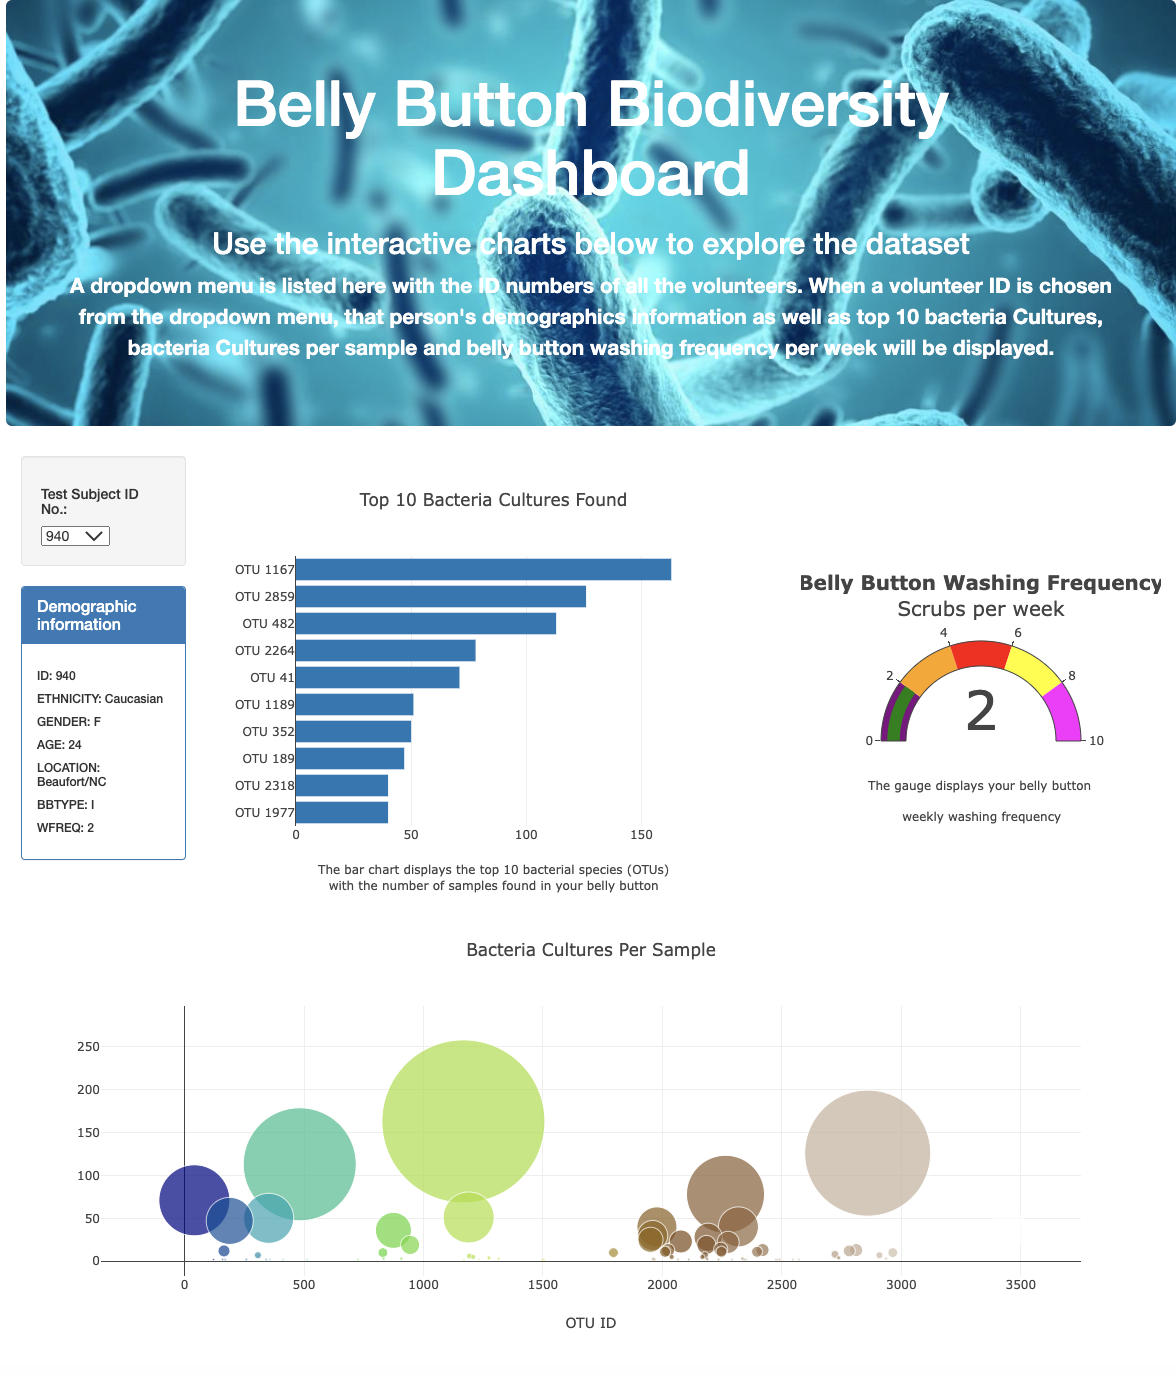 Belly Button Biodiversity
Dashboard
Use the interactive charts below to explore the dataset
A dropdown menu is listed here with the ID numbers of all the volunteers. When a volunteer ID is chosen
from the dropdown menu, that person's demographics information as well as top 10 bacteria Cultures,
bacteria Cultures per sample and belly button washing frequency per week will be displayed.
Test Subject ID
No.:
940
Demographic
information
ID: 940
ETHNICITY: Caucasian
GENDER: F
AGE: 24
LOCATION:
Beaufort/NC
BBTYPE: I
WFREQ: 2
Top 10 Bacteria Cultures Found
OTU 1167
OTU 2859
OTU 482
OTU 2264
OTU 41
OTU 1189
OTU 352
OTU 189
OTU 2318
OTU 1977
0 50 100 150
The bar chart displays the top 10 bacterial species (OTUs)
with the number of samples found in your belly button
Belly Button Washing Frequency
Scrubs per week
4 6
2 8
2
0 10
The gauge displays your belly button
weekly washing frequency
Bacteria Cultures Per Sample
250
200
150
100
50
0
0 500 1000 1500 2000 2500 3000 3500
OTU ID